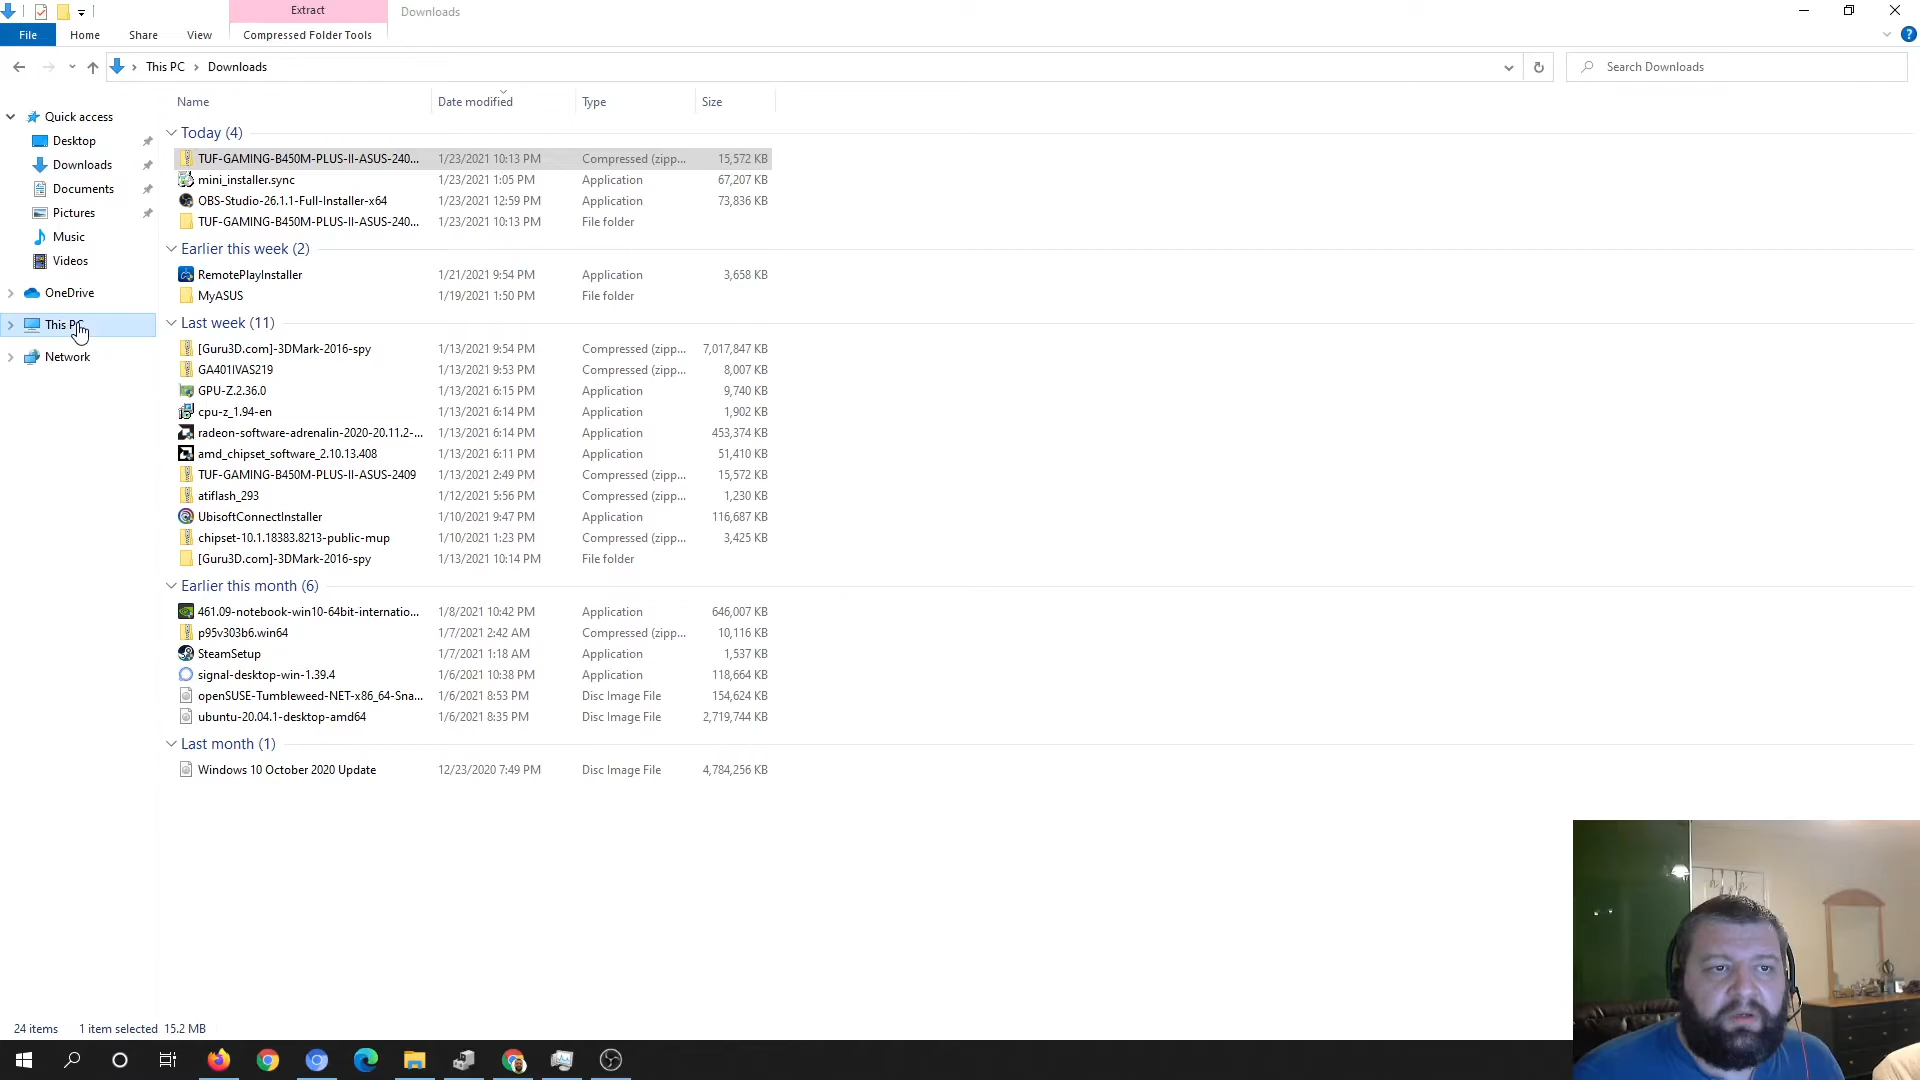 Extract
Downloads
File
Home
Share
View
Compressed Folder Tools
This PC
Downloads
Search Downloads
Name
Date modified
Type
Size
Quick access
Desktop
Downloads
Documents
Pictures
Music
Videos
OneDrive
This PC
Network
Today (4)
TUF-GAMING-B450M-PLUS-II-ASUS-240... 1/23/2021 10:13 PM Compressed (zipp... 15,572 KB
mini_installer.sync 1/23/2021 1:05 PM Application 67,207 KB
OBS-Studio-26.1.1-Full-Installer-x64 1/23/2021 12:59 PM Application 73,836 KB
TUF-GAMING-B450M-PLUS-II-ASUS-240... 1/23/2021 10:13 PM File folder
Earlier this week (2)
RemotePlayInstaller 1/21/2021 9:54 PM Application 3,658 KB
MyASUS 1/19/2021 1:50 PM File folder
Last week (11)
[Guru3D.com]-3DMark-2016-spy 1/13/2021 9:54 PM Compressed (zipp... 7,017,847 KB
GA401IVAS219 1/13/2021 9:53 PM Compressed (zipp... 8,007 KB
GPU-Z.2.36.0 1/13/2021 6:15 PM Application 9,740 KB
cpu-z_1.94-en 1/13/2021 6:14 PM Application 1,902 KB
radeon-software-adrenalin-2020-20.11.2-... 1/13/2021 6:14 PM Application 453,374 KB
amd_chipset_software_2.10.13.408 1/13/2021 6:11 PM Application 51,410 KB
TUF-GAMING-B450M-PLUS-II-ASUS-2409 1/13/2021 2:49 PM Compressed (zipp... 15,572 KB
atiflash_293 1/12/2021 5:56 PM Compressed (zipp... 1,230 KB
UbisoftConnectInstaller 1/10/2021 9:47 PM Application 116,687 KB
chipset-10.1.18383.8213-public-mup 1/10/2021 1:23 PM Compressed (zipp... 3,425 KB
[Guru3D.com]-3DMark-2016-spy 1/13/2021 10:14 PM File folder
Earlier this month (6)
461.09-notebook-win10-64bit-internatio... 1/8/2021 10:42 PM Application 646,007 KB
p95v303b6.win64 1/7/2021 2:42 AM Compressed (zipp... 10,116 KB
SteamSetup 1/7/2021 1:18 AM Application 1,537 KB
signal-desktop-win-1.39.4 1/6/2021 10:38 PM Application 118,664 KB
openSUSE-Tumbleweed-NET-x86_64-Sna... 1/6/2021 8:53 PM Disc Image File 154,624 KB
ubuntu-20.04.1-desktop-amd64 1/6/2021 8:35 PM Disc Image File 2,719,744 KB
Last month (1)
Windows 10 October 2020 Update 12/23/2020 7:49 PM Disc Image File 4,784,256 KB
24 items 1 item selected 15.2 MB